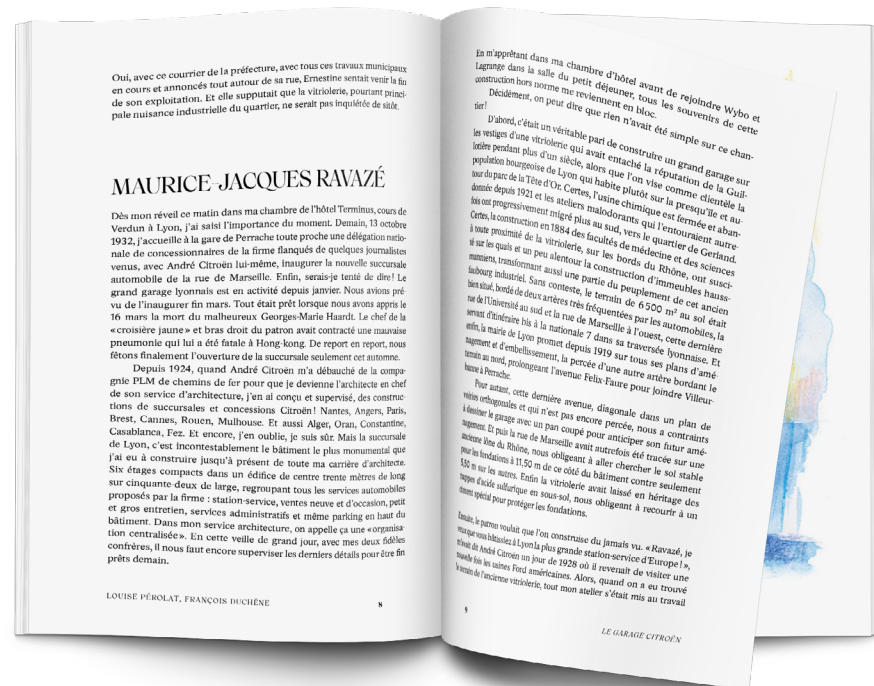 Oui, avec ce courrier de la préfecture, avec tous ces travaux municipaux
en cours et annoncés tout autour de sa rue, Ernestine sentait venir la fin
de son exploitation. Et elle supputait que la vitriolerie, pourtant princi-
pale nuisance industrielle du quartier, ne serait pas inquiétée de sitôt.
MAURICE-JACQUES RAVAZÉ
Dès mon réveil ce matin dans ma chambre de l'hôtel Terminus, cours de
Verdun à Lyon, j'ai saisi l'importance du moment. Demain, 13 octobre
1932, j'accueille à la gare de Perrache toute proche une délégation natio-
nale de concessionnaires de la firme flanqués de quelques journalistes
venus, avec André Citroën lui-même, inaugurer la nouvelle succursale
automobile de la rue de Marseille. Enfin, serais-je tenté de dire! Le
grand garage lyonnais est en activité depuis janvier. Nous avions pré-
vu de l'inaugurer fin mars. Tout était prêt lorsque nous avons appris le
16 mars la mort du malheureux Georges-Marie Haardt. Le chef de la
«croisière jaune» et bras droit du patron avait contracté une mauvaise
pneumonie qui lui a été fatale à Hong-kong. De report en report, nous
fêtons finalement l'ouverture de la succursale seulement cet automne.
Depuis 1924, quand André Citroën m'a débauché de la compa-
gnie PLM de chemins de fer pour que je devienne l'architecte en chef
de son service d'architecture, j'en ai conçu et supervisé, des construc-
tions de succursales et concessions Citroën! Nantes, Angers, Paris,
Brest, Cannes, Rouen, Mulhouse. Et aussi Alger, Oran, Constantine,
Casablanca, Fez. Et encore, j'en oublie, je suis sûr. Mais la succursale
de Lyon, c'est incontestablement le bâtiment le plus monumental que
j'ai eu à construire jusqu'à présent de toute ma carrière d'architecte.
Six étages compacts dans un édifice de centre trente mètres de long
sur cinquante-deux de large, regroupant tous les services automobiles
proposés par la firme : station-service, ventes neuve et d'occasion, petit
et gros entretien, services administratifs et même parking en haut du
bâtiment. Dans mon service architecture, on appelle ça une «organisa-
tion centralisée». En cette veille de grand jour, avec mes deux fidèles
confrères, il nous faut encore superviser les derniers détails pour être fin
prêts demain.
LOUISE PÉROLAT, FRANÇOIS DUCHÊNE
8
En m'apprêtant dans ma chambre d'hôtel avant de rejoindre Wybo et
Lagrange dans la salle du petit déjeuner, tous les souvenirs de cette
construction hors norme me reviennent en bloc.
Décidément, on peut dire que rien n'avait été simple sur ce chan-
tier!
D'abord, c'était un véritable pari de construire un grand garage sur
les vestiges d'une vitriolerie qui avait entaché la réputation de la Guil-
lotière pendant plus d'un siècle, alors que l'on vise comme clientèle la
population bourgeoise de Lyon qui habite plutôt sur la presqu'île et au-
tour du parc de la Tête d'Or. Certes, l'usine chimique est fermée et aban-
donnée depuis 1921 et les ateliers malodorants qui l'entouraient autre-
fois ont progressivement migré plus au sud, vers le quartier de Gerland.
Certes, la construction en 1884 des facultés de médecine et des sciences
à toute proximité de la vitriolerie, sur les bords du Rhône, ont susci-
té sur les quais et un peu alentour la construction d'immeubles hauss-
manniens, transformant aussi une partie du peuplement de cet ancien
faubourg industriel. Sans conteste, le terrain de 6500 m² au sol était
bien situé, bordé de deux artères très fréquentées par les automobiles, la
rue de l'Université au sud et la rue de Marseille à l'ouest, cette dernière
servant d'itinéraire bis à la nationale 7 dans sa traversée lyonnaise. Et
enfin, la mairie de Lyon promet depuis 1919 sur tous ses plans d'amé-
nagement et d'embellissement, la percée d'une autre artère bordant le
terrain au nord, prolongeant l'avenue Felix-Faure pour joindre Villeur-
banne à Perrache.
Pour autant, cette dernière avenue, diagonale dans un plan de
voiries orthogonales et qui n'est pas encore percée, nous a contraints
à dessiner le garage avec un pan coupé pour anticiper son futur amé-
nagement. Et puis la rue de Marseille avait autrefois été tracée sur une
ancienne lône du Rhône, nous obligeant à aller chercher le sol stable
pour les fondations à 11,50 m de ce côté du bâtiment contre seulement
5,50 m sur les autres. Enfin la vitriolerie avait laissé en héritage des
nappes d'acide sulfurique en sous-sol, nous obligeant à recourir à un
ciment spécial pour protéger les fondations.
Ensuite, le patron voulait que l'on construise du jamais vu. «Ravazé, je
veux que vous bâtissiez à Lyon la plus grande station-service d'Europe!»,
m'avait dit André Citroën un jour de 1928 où il revenait de visiter une
nouvelle fois les usines Ford américaines. Alors, quand on a eu trouvé
le terrain de l'ancienne vitriolerie, tout mon atelier s'était mis au travail
9
LE GARAGE CITROËN